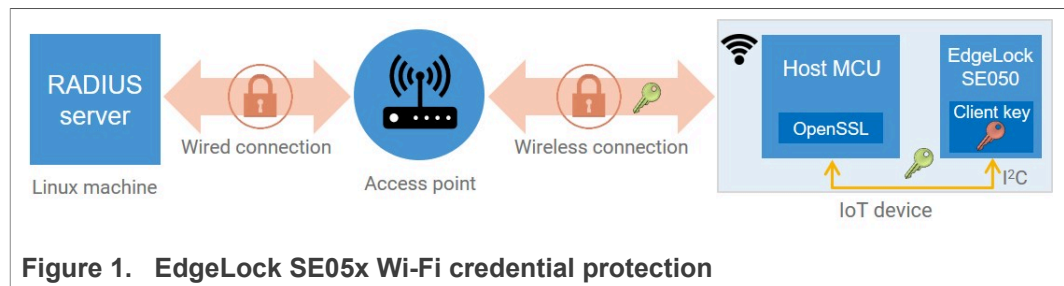 RADIUS
server
Linux machine
Wired connection
Access point
Wireless connection
Host MCU
OpenSSL
EdgeLock
SE050
Client key
I²C
IoT device
Figure 1. EdgeLock SE05x Wi-Fi credential protection